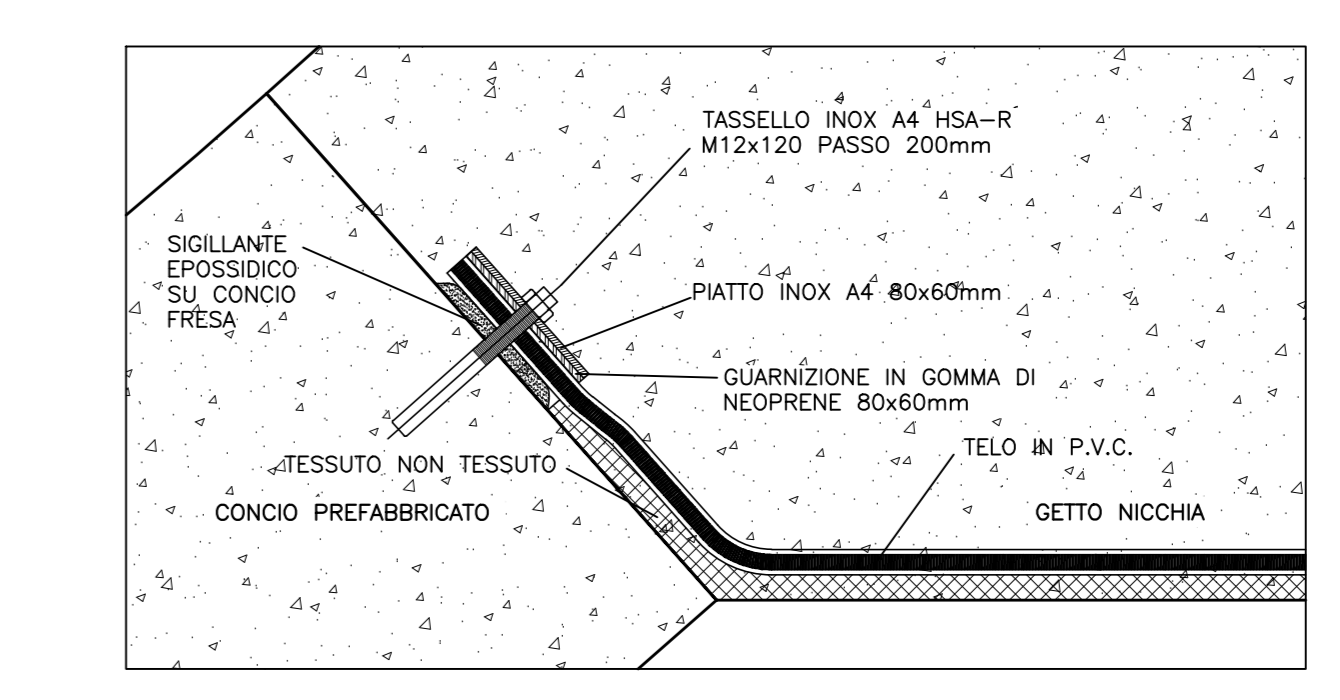 TASSELLO INOX A4 HSA-R
M12x120 PASSO 200mm
SIGILLANTE
EPOSSIDICO
SU CONCIO
FRESA
PIATTO INOX A4 80x60mm
GUARNIZIONE IN GOMMA DI
NEOPRENE 80x60mm
TELO IN P.V.C.
TESSUTO NON TESSUTO
CONCIO PREFABBRICATO
GETTO NICCHIA